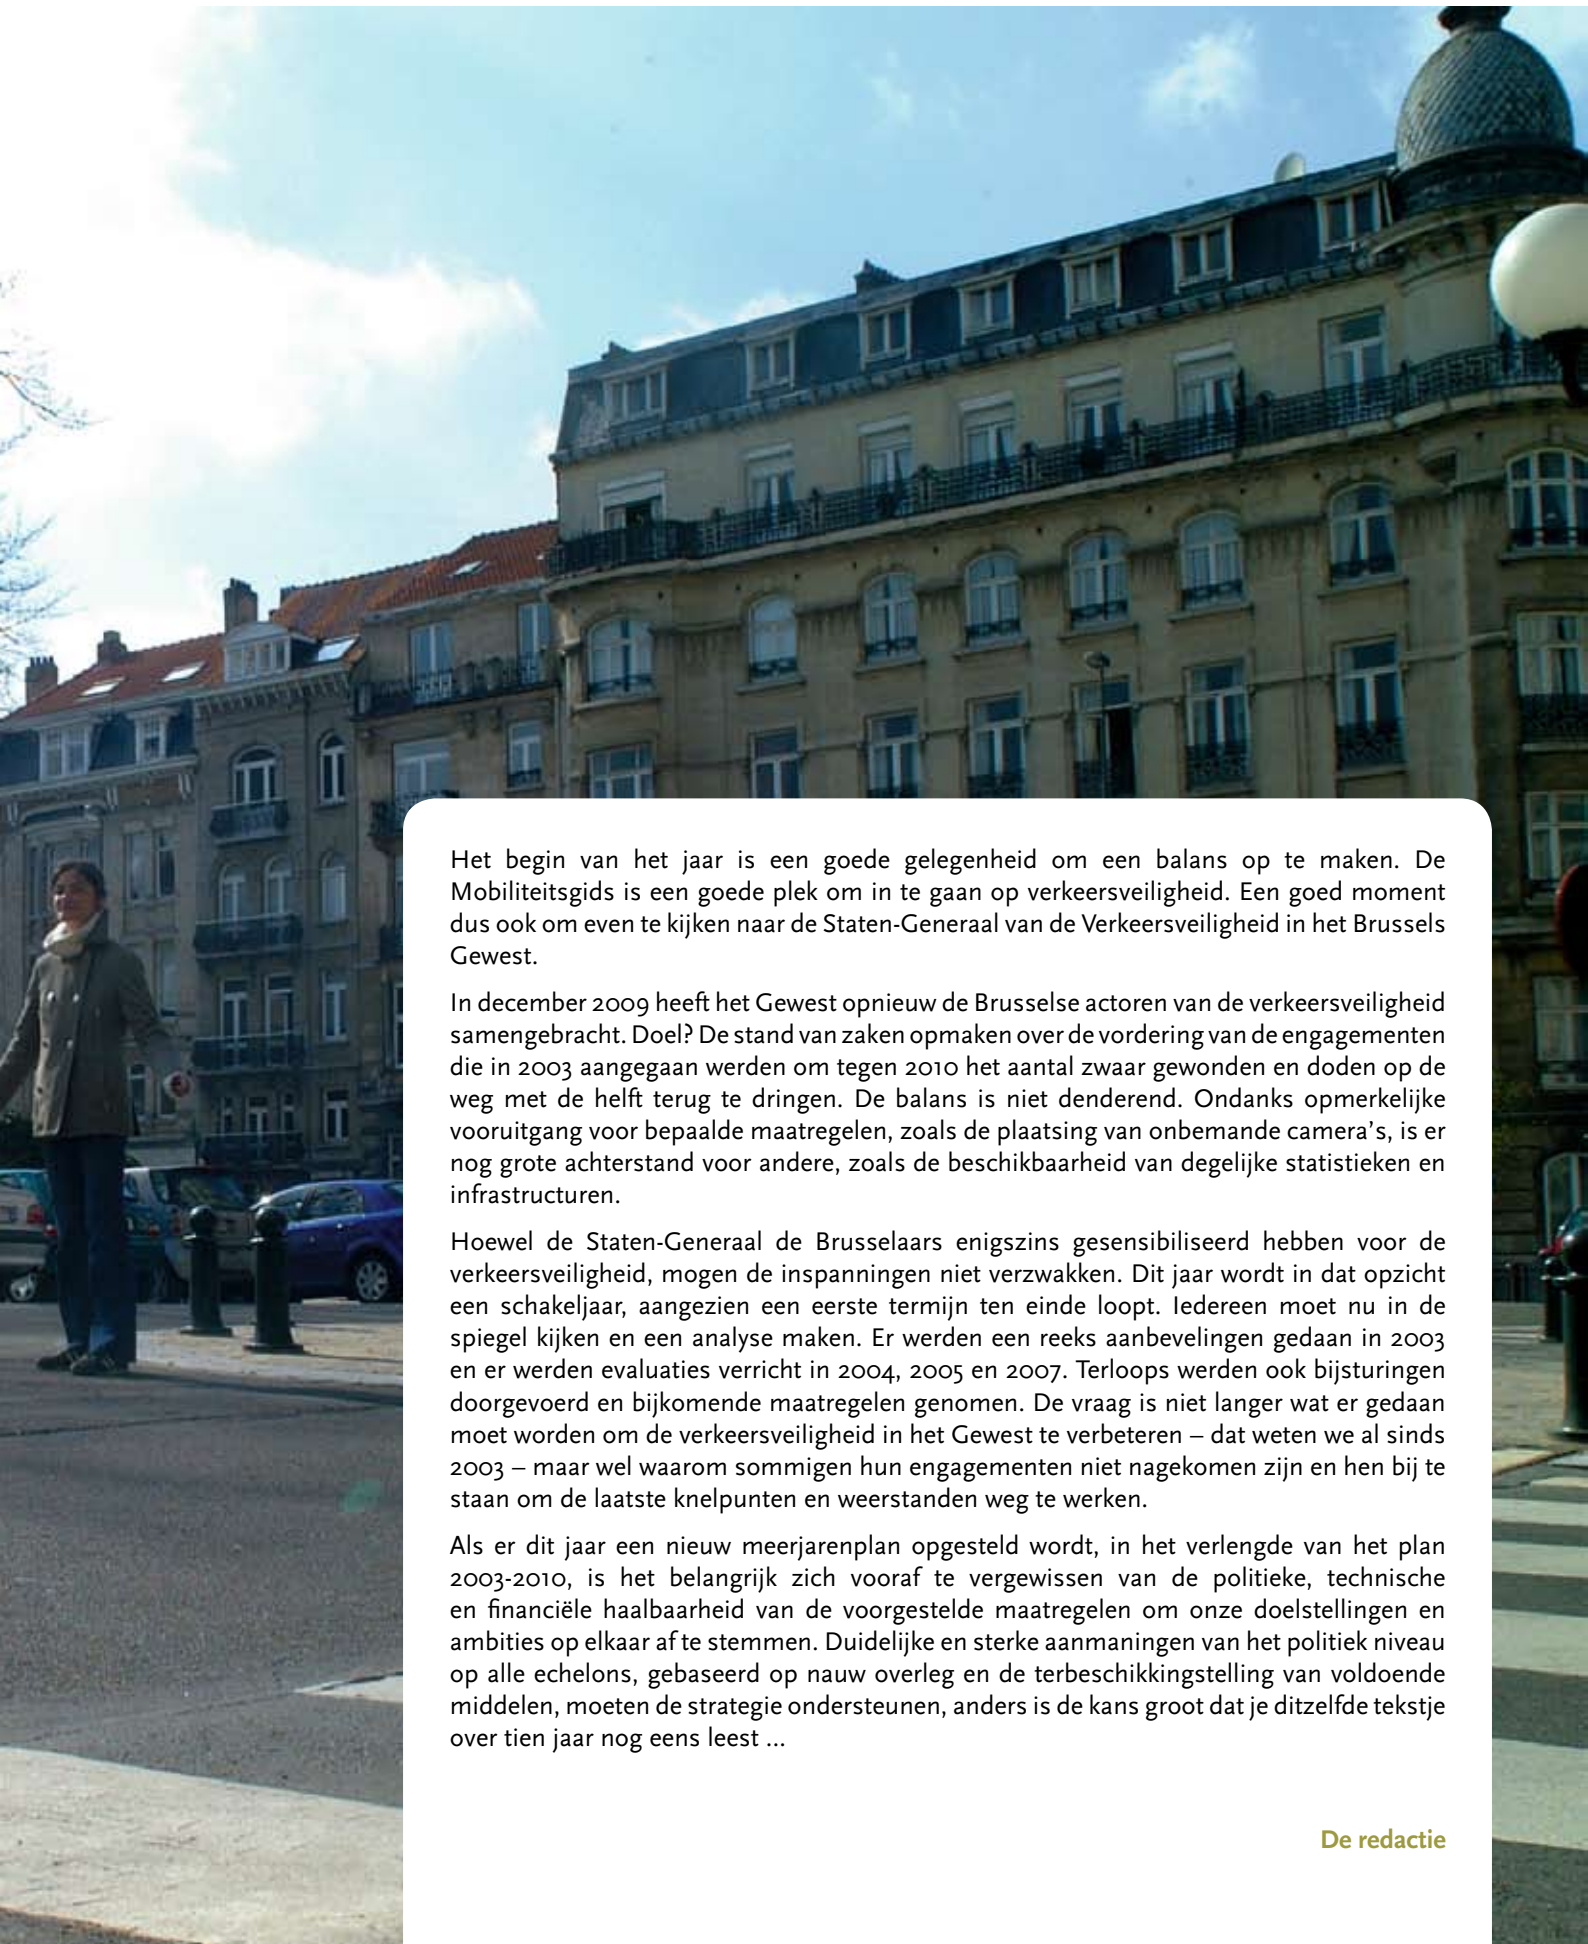 Het begin van het jaar is een goede gelegenheid om een balans op te maken. De
Mobiliteitsgids is een goede plek om in te gaan op verkeersveiligheid. Een goed moment
dus ook om even te kijken naar de Staten-Generaal van de Verkeersveiligheid in het Brussels
Gewest.
In december 2009 heeft het Gewest opnieuw de Brusselse actoren van de verkeersveiligheid
samengebracht. Doel? De stand van zaken opmaken over de vordering van de engagementen
die in 2003 aangegaan werden om tegen 2010 het aantal zwaar gewonden en doden op de
weg met de helft terug te dringen. De balans is niet denderend. Ondanks opmerkelijke
vooruitgang voor bepaalde maatregelen, zoals de plaatsing van onbemande camera's, is er
nog grote achterstand voor andere, zoals de beschikbaarheid van degelijke statistieken en
infrastructuren.
Hoewel de Staten-Generaal de Brusselaars enigszins gesensibiliseerd hebben voor de
verkeersveiligheid, mogen de inspanningen niet verzwakken. Dit jaar wordt in dat opzicht
een schakeljaar, aangezien een eerste termijn ten einde loopt. Iedereen moet nu in de
spiegel kijken en een analyse maken. Er werden een reeks aanbevelingen gedaan in 2003
en er werden evaluaties verricht in 2004, 2005 en 2007. Terloops werden ook bijsturingen
doorgevoerd en bijkomende maatregelen genomen. De vraag is niet langer wat er gedaan
moet worden om de verkeersveiligheid in het Gewest te verbeteren – dat weten we al sinds
2003 – maar wel waarom sommigen hun engagementen niet nagekomen zijn en hen bij te
staan om de laatste knelpunten en weerstanden weg te werken.
Als er dit jaar een nieuw meerjarenplan opgesteld wordt, in het verlengde van het plan
2003-2010, is het belangrijk zich vooraf te vergewissen van de politieke, technische
en financiële haalbaarheid van de voorgestelde maatregelen om onze doelstellingen en
ambities op elkaar af te stemmen. Duidelijke en sterke aanmaningen van het politiek niveau
op alle echelons, gebaseerd op nauw overleg en de terbeschikkingstelling van voldoende
middelen, moeten de strategie ondersteunen, anders is de kans groot dat je ditzelfde tekstje
over tien jaar nog eens leest ...
De redactie